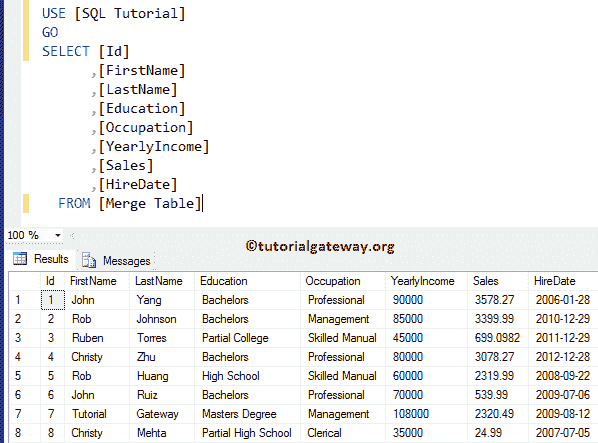 USE [SQL Tutorial]
GO
SELECT [Id]
,[FirstName]
,[LastName]
,[Education]
,[Occupation]
,[YearlyIncome]
,[Sales]
,[HireDate]
FROM [Merge Table]
100 %
©tutorialgateway.org
Results Messages
Id FirstName LastName Education Occupation YearlyIncome Sales HireDate
1 1 John Yang Bachelors Professional 90000 3578.27 2006-01-28
2 2 Rob Johnson Bachelors Management 85000 3399.99 2010-12-29
3 3 Ruben Torres Partial College Skilled Manual 45000 699.0982 2011-12-29
4 4 Christy Zhu Bachelors Professional 80000 3078.27 2012-12-28
5 5 Rob Huang High School Skilled Manual 60000 2319.99 2008-09-22
6 6 John Ruiz Bachelors Professional 70000 539.99 2009-07-06
7 7 Tutorial Gateway Masters Degree Management 108000 2320.49 2009-08-12
8 8 Christy Mehta Partial High School Clerical 35000 24.99 2007-07-05